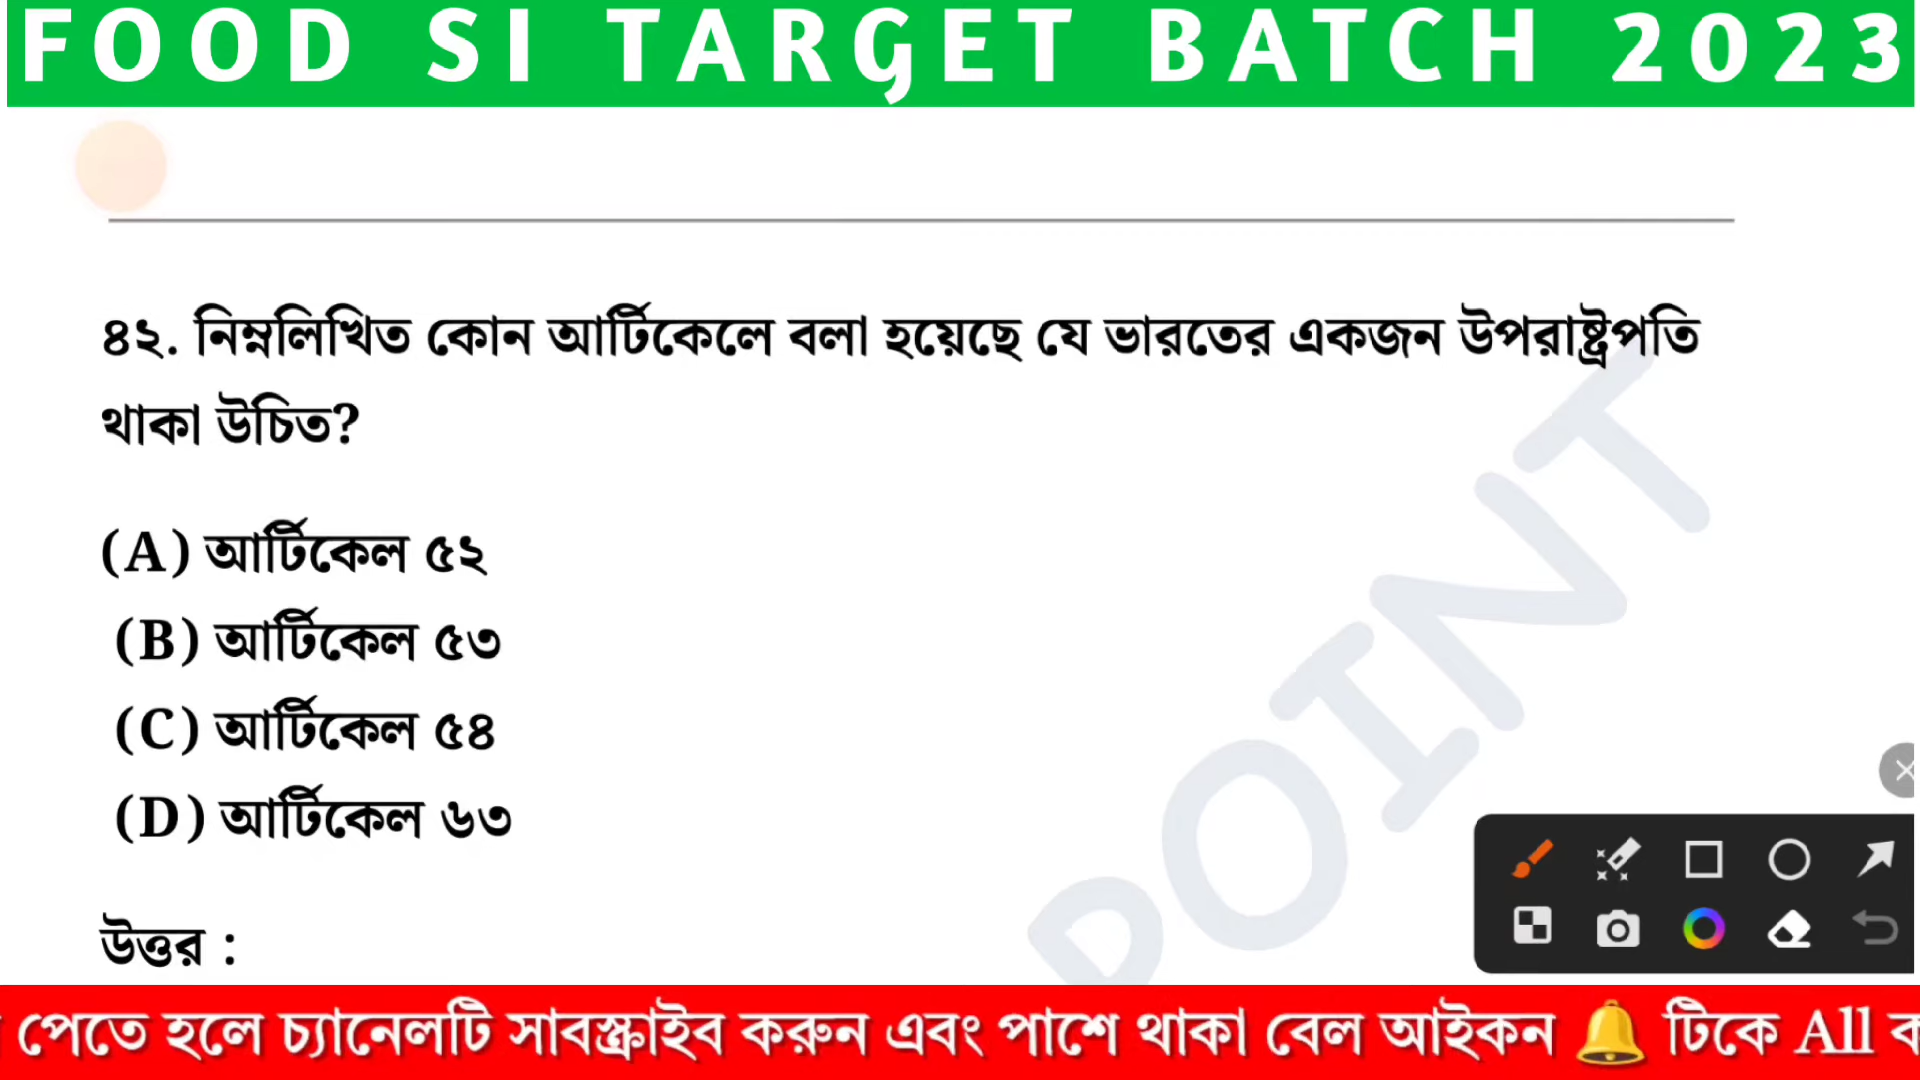 FOOD SI TARGET BATCH 2023
৪২. নিম্নলিখিত কোন আর্টিকেলে বলা হয়েছে যে ভারতের একজন উপরাষ্ট্রপতি
থাকা উচিত?
(A) আর্টিকেল ৫২
(B) আর্টিকেল ৫৩
(C) আর্টিকেল ৫৪
(D) আর্টিকেল ৬৩
উত্তর :
POINT
পেতে হলে চ্যানেলটি সাবস্ক্রাইব করুন এবং পাশে থাকা বেল আইকন 🔔 টিকে All